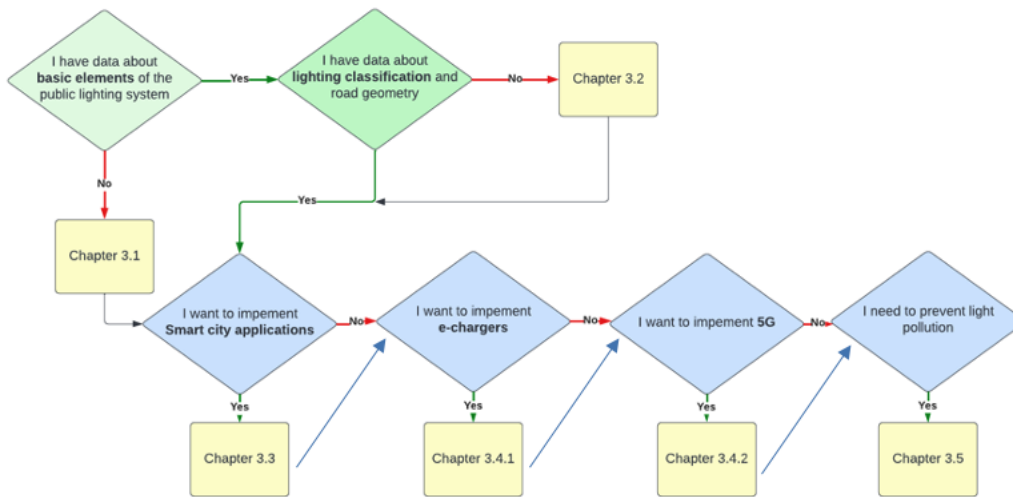 I have data about
basic elements of the
public lighting system
Yes
I have data about
lighting classification and
road geometry
No
Chapter 3.2
No
Yes
Chapter 3.1
I want to impement
Smart city applications
No
I want to impement
e-chargers
No
I want to impement 5G
No
I need to prevent light
pollution
Yes
Yes
Yes
Yes
Chapter 3.3
Chapter 3.4.1
Chapter 3.4.2
Chapter 3.5